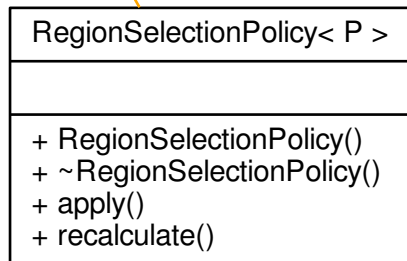 RegionSelectionPolicy< P >
+ RegionSelectionPolicy()
+ ~RegionSelectionPolicy()
+ apply()
+ recalculate()